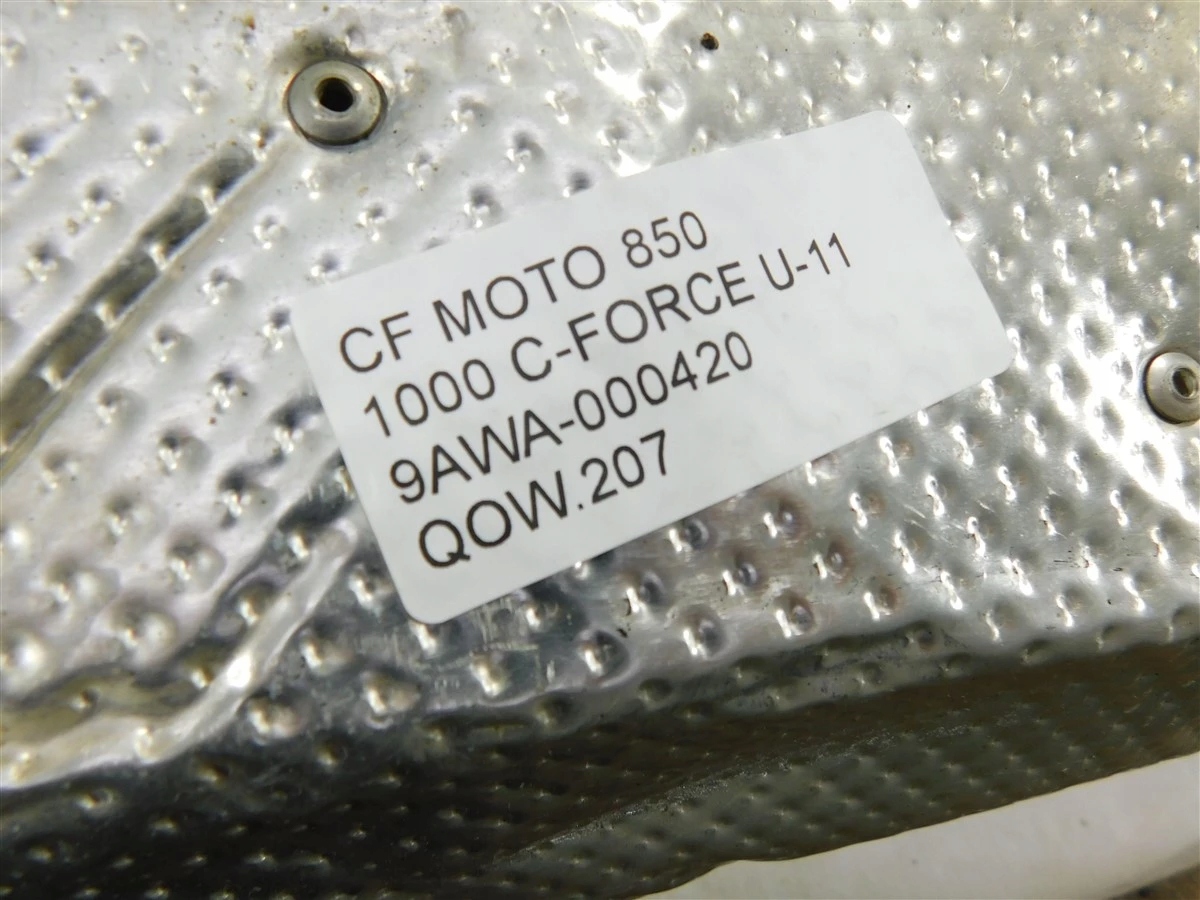 CF MOTO 850
1000 C-FORCE U-11
9AWA-000420
QOW.207